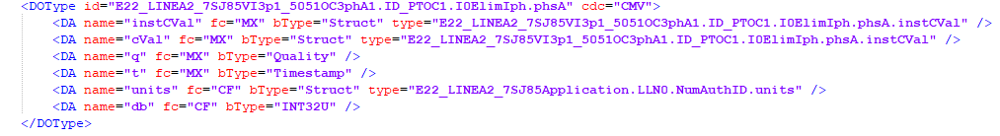 <DOType id="E22_LINEA2_7SJ85VI3p1_5051OC3phA1.ID_PTOC1.I0ElimIph.phsA" cdc="CMV">
<DA name="instCVal" fc="MX" bType="Struct" type="E22_LINEA2_7SJ85VI3p1_5051OC3phA1.ID_PTOC1.I0ElimIph.phsA.instCVal" />
<DA name="cVal" fc="MX" bType="Struct" type="E22_LINEA2_7SJ85VI3p1_5051OC3phA1.ID_PTOC1.I0ElimIph.phsA.instCVal" />
<DA name="q" fc="MX" bType="Quality" />
<DA name="t" fc="MX" bType="Timestamp" />
<DA name="units" fc="CF" bType="Struct" type="E22_LINEA2_7SJ85Application.LLN0.NumAuthID.units" />
<DA name="db" fc="CF" bType="INT32U" />
</DOType>